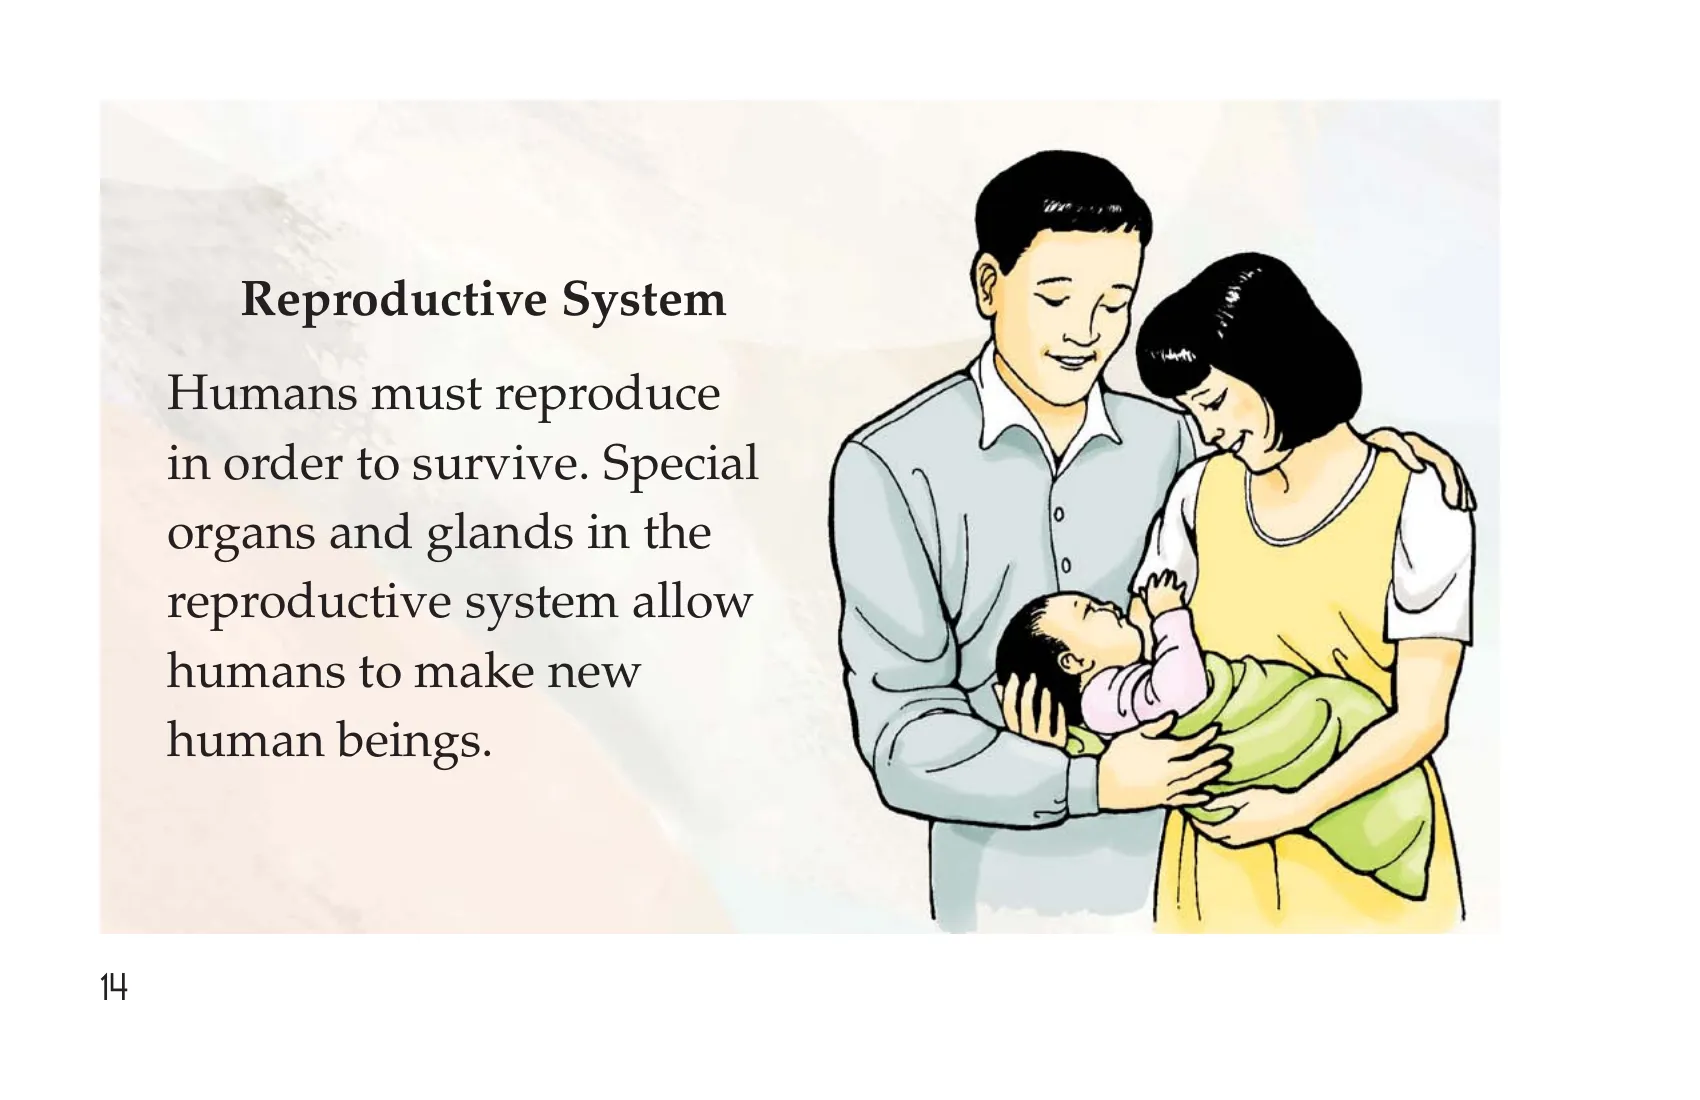 Reproductive System
Humans must reproduce
in order to survive. Special
organs and glands in the
reproductive system allow
humans to make new
human beings.
14